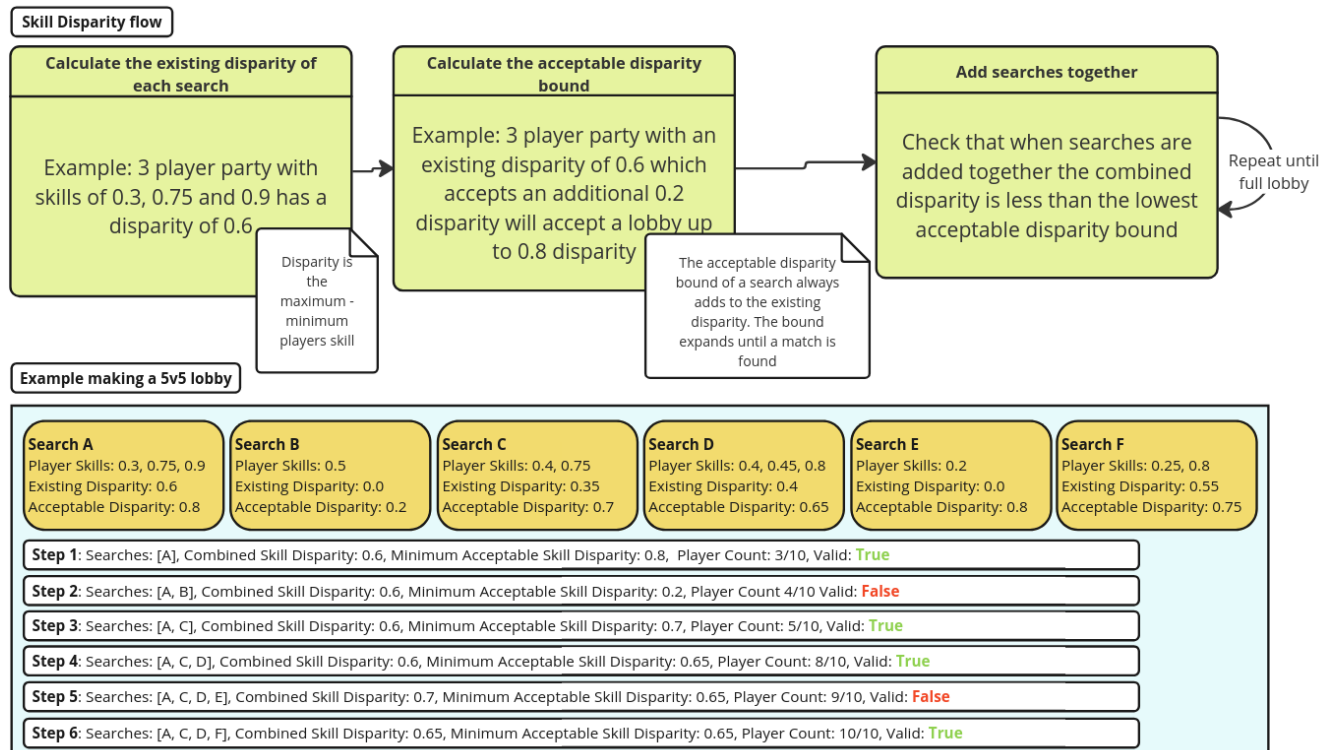 Skill Disparity flow
Calculate the existing disparity of
each search
Example: 3 player party with
skills of 0.3, 0.75 and 0.9 has a
disparity of 0.6
Disparity is
the
maximum -
minimum
players skill
Calculate the acceptable disparity
bound
Example: 3 player party with an
existing disparity of 0.6 which
accepts an additional 0.2
disparity will accept a lobby up
to 0.8 disparity
The acceptable disparity
bound of a search always
adds to the existing
disparity. The bound
expands until a match is
found
Add searches together
Check that when searches are
added together the combined
disparity is less than the lowest
acceptable disparity bound
Repeat until
full lobby
Example making a 5v5 lobby
Search A
Player Skills: 0.3, 0.75, 0.9
Existing Disparity: 0.6
Acceptable Disparity: 0.8
Search B
Player Skills: 0.5
Existing Disparity: 0.0
Acceptable Disparity: 0.2
Search C
Player Skills: 0.4, 0.75
Existing Disparity: 0.35
Acceptable Disparity: 0.7
Search D
Player Skills: 0.4, 0.45, 0.8
Existing Disparity: 0.4
Acceptable Disparity: 0.65
Search E
Player Skills: 0.2
Existing Disparity: 0.0
Acceptable Disparity: 0.8
Search F
Player Skills: 0.25, 0.8
Existing Disparity: 0.55
Acceptable Disparity: 0.75
Step 1: Searches: [A], Combined Skill Disparity: 0.6, Minimum Acceptable Skill Disparity: 0.8, Player Count: 3/10, Valid: True
Step 2: Searches: [A, B], Combined Skill Disparity: 0.6, Minimum Acceptable Skill Disparity: 0.2, Player Count 4/10 Valid: False
Step 3: Searches: [A, C], Combined Skill Disparity: 0.6, Minimum Acceptable Skill Disparity: 0.7, Player Count: 5/10, Valid: True
Step 4: Searches: [A, C, D], Combined Skill Disparity: 0.6, Minimum Acceptable Skill Disparity: 0.65, Player Count: 8/10, Valid: True
Step 5: Searches: [A, C, D, E], Combined Skill Disparity: 0.7, Minimum Acceptable Skill Disparity: 0.65, Player Count: 9/10, Valid: False
Step 6: Searches: [A, C, D, F], Combined Skill Disparity: 0.65, Minimum Acceptable Skill Disparity: 0.65, Player Count: 10/10, Valid: True